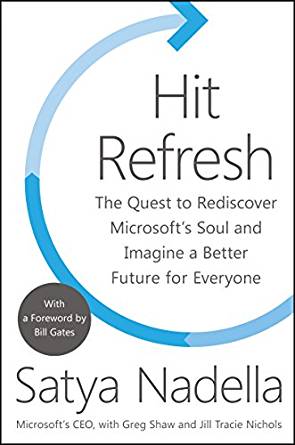 Hit
Refresh
The Quest to Rediscover
Microsoft's Soul and
Imagine a Better
Future for Everyone
With
a Foreword by
Bill Gates
Satya Nadella
Microsoft's CEO, with Greg Shaw and Jill Tracie Nichols